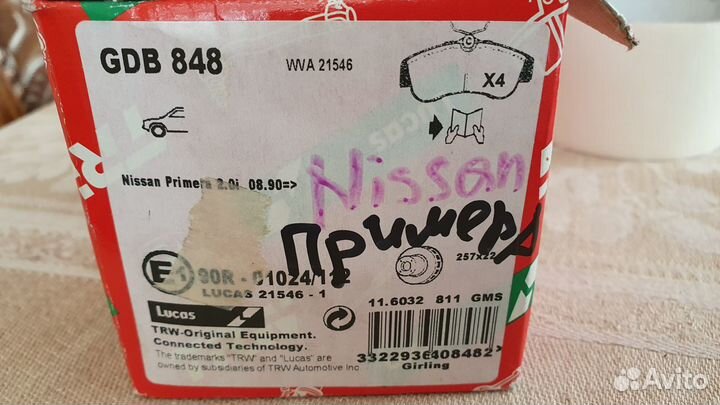 GDB 848
WVA 21546
X4
Nissan Primera 2.0i 08.90=>
Nissan
Примера
257x22
E1 90R - 01024/112
LUCAS 21546 - 1
Lucas
11.6032 811 GMS
TRW-Original Equipment.
Connected Technology.
The trademarks "TRW" and "Lucas" are
owned by subsidiaries of TRW Automotive Inc
3322936408482>
Girling
Avito